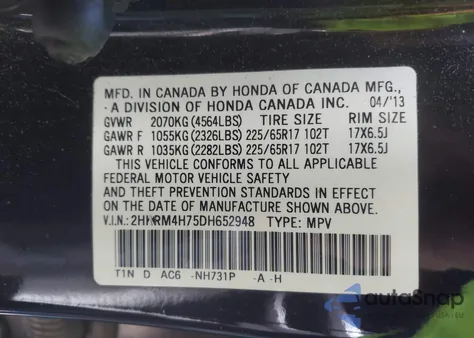 MFD. IN CANADA BY HONDA OF CANADA MFG.,
A DIVISION OF HONDA CANADA INC. 04/'13
GVWR 2070KG (4564LBS) TIRE SIZE RIM SIZE
GAWR F 1055KG (2326LBS) 225/65R17 102T 17X6.5J
GAWR R 1035KG (2282LBS) 225/65R17 102T 17X6.5J
THIS VEHICLE CONFORMS TO ALL APPLICABLE
FEDERAL MOTOR VEHICLE SAFETY
AND THEFT PREVENTION STANDARDS IN EFFECT
ON THE DATE OF MANUFACTURE SHOWN ABOVE.
V.I.N.: 2HKRM4H75DH652948 TYPE: MPV
T1N D AC6 -NH731P -A-H
autoSnap